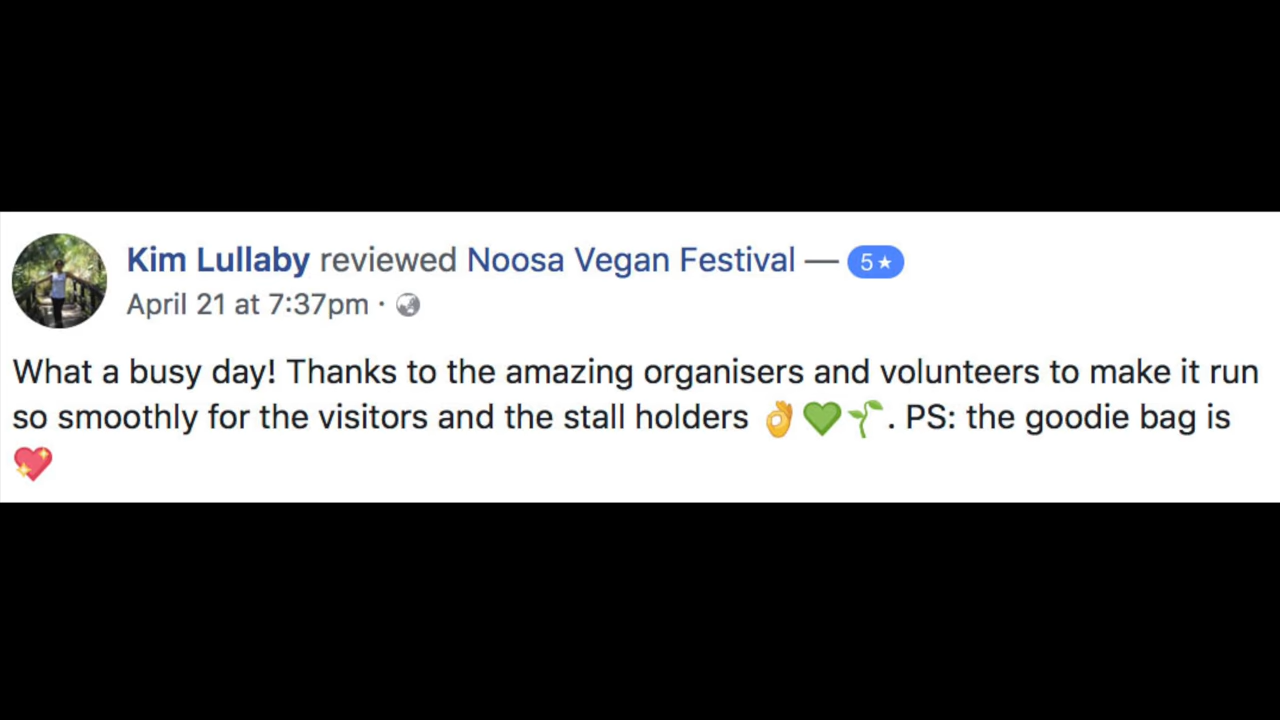 Kim Lullaby reviewed Noosa Vegan Festival — 5★
April 21 at 7:37pm ·
What a busy day! Thanks to the amazing organisers and volunteers to make it run
so smoothly for the visitors and the stall holders 👌💚🌱. PS: the goodie bag is
💖